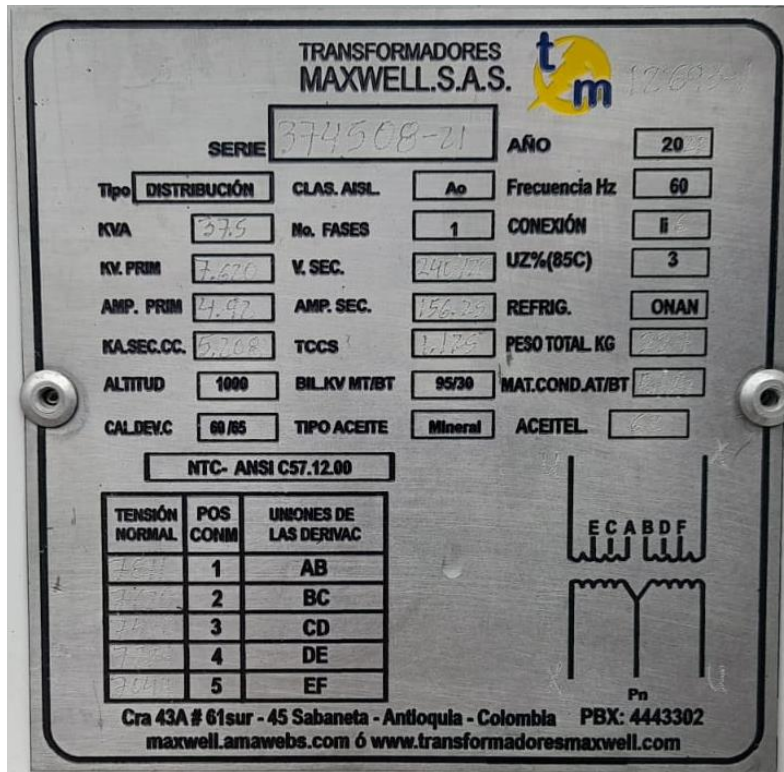 TRANSFORMADORES
MAXWELL.S.A.S.
tm
SERIE 374508-21 AÑO 20
Tipo DISTRIBUCIÓN CLAS. AISL. Ao Frecuencia Hz 60
KVA 37.5 No. FASES 1 CONEXIÓN Ii
KV. PRIM 7.620 V. SEC. UZ%(85C) 3
AMP. PRIM 4.92 AMP. SEC. 156.25 REFRIG. ONAN
KA.SEC.CC. 5.208 TCCS PESO TOTAL KG
ALTITUD 1000 BIL.KV MT/BT 95/30 MAT.COND.AT/BT
CAL.DEV.C 60/65 TIPO ACEITE Mineral ACEITEL.
NTC- ANSI C57.12.00
TENSIÓN NORMAL POS CONM UNIONES DE LAS DERIVAC
1 AB
2 BC
3 CD
4 DE
5 EF
E C A B D F
Pn
Cra 43A # 61sur - 45 Sabaneta - Antioquia - Colombia PBX: 4443302
maxwell.amawebs.com ó www.transformadoresmaxwell.com